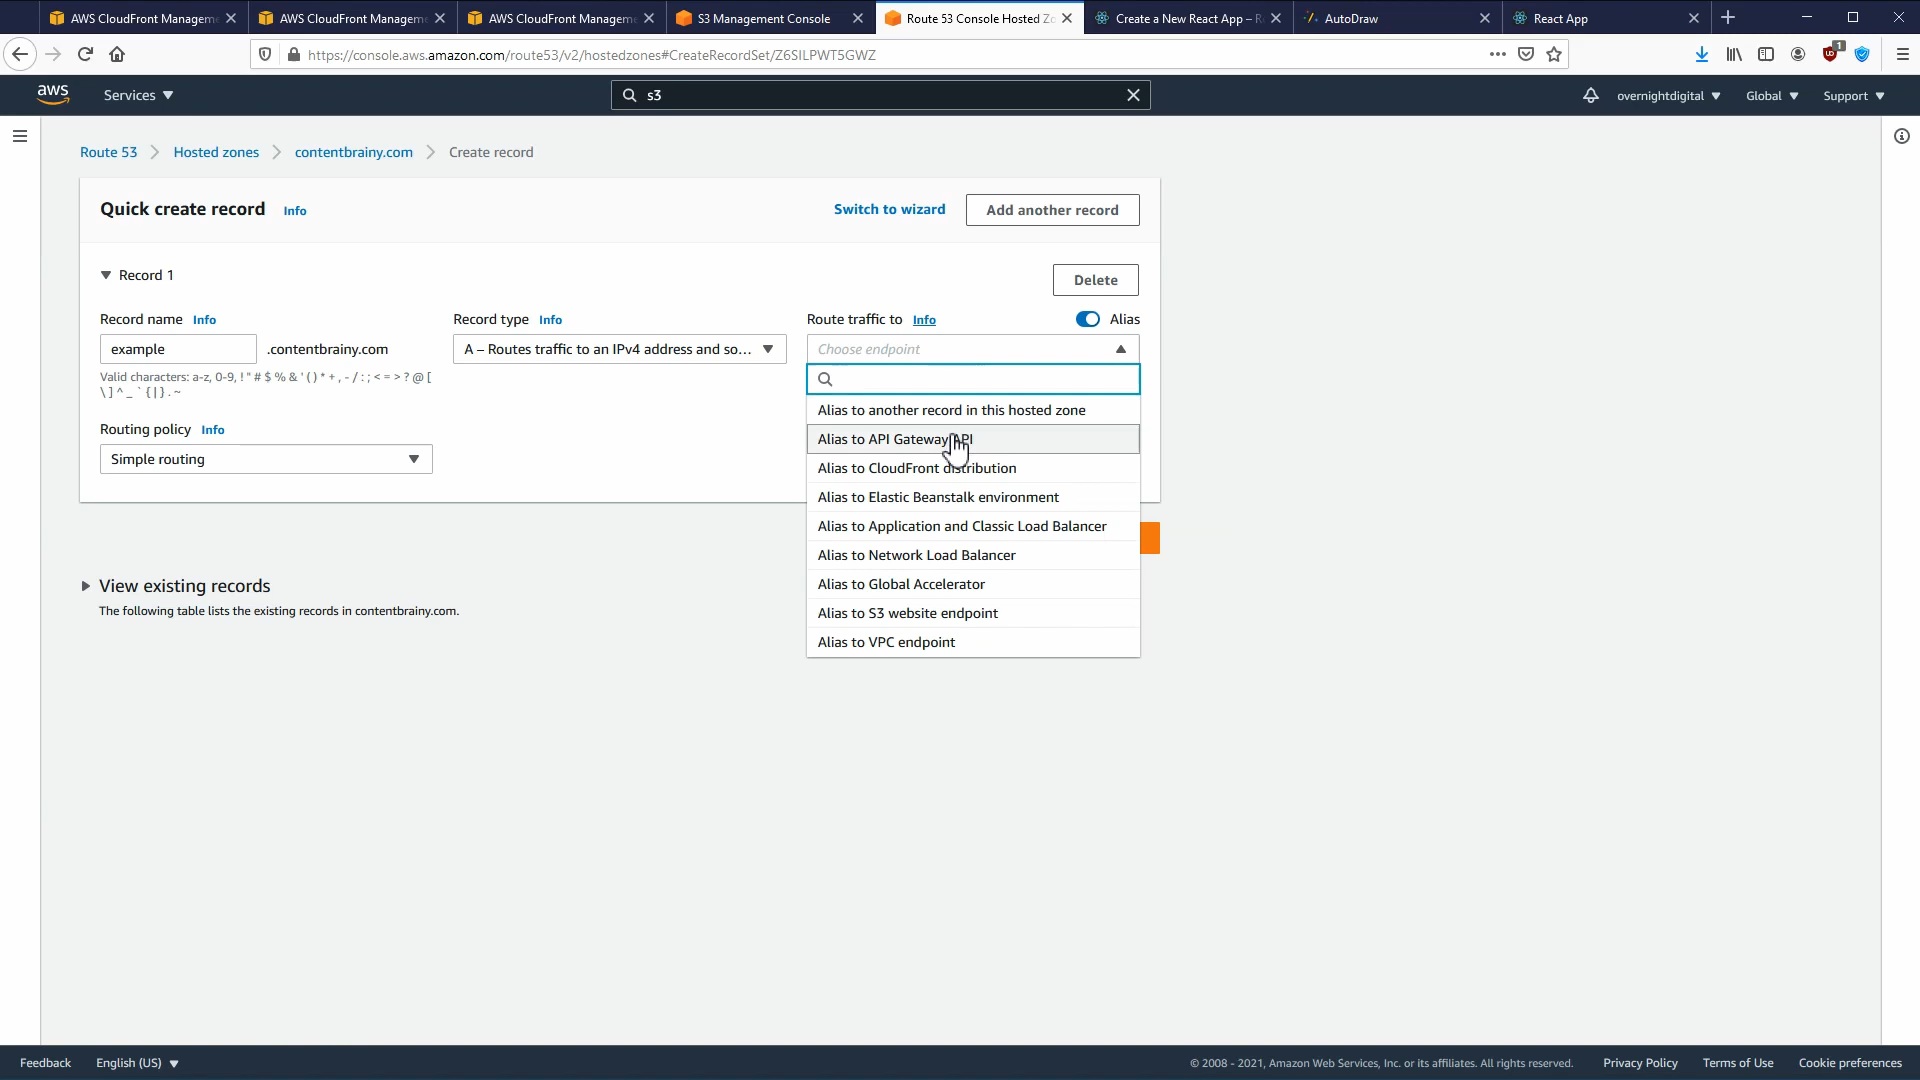 AWS CloudFront Manageme
AWS CloudFront Manageme
AWS CloudFront Manageme
S3 Management Console
Route 53 Console Hosted Zo
Create a New React App – R
AutoDraw
React App
https://console.aws.amazon.com/route53/v2/hostedzones#CreateRecordSet/Z6SILPWT5GWZ
1
aws
Services
s3
overnightdigital
Global
Support
Route 53
Hosted zones
contentbrainy.com
Create record
Quick create record
Info
Switch to wizard
Add another record
Record 1
Delete
Record name Info
Record type Info
Route traffic to Info
Alias
example
.contentbrainy.com
A – Routes traffic to an IPv4 address and so...
Choose endpoint
Valid characters: a-z, 0-9, ! " # $ % & ' ( ) * + , - / : ; < = > ? @ [
\ ] ^ _ ` { | } . ~
Alias to another record in this hosted zone
Alias to API Gateway API
Alias to CloudFront distribution
Alias to Elastic Beanstalk environment
Alias to Application and Classic Load Balancer
Alias to Network Load Balancer
Alias to Global Accelerator
Alias to S3 website endpoint
Alias to VPC endpoint
Routing policy Info
Simple routing
View existing records
The following table lists the existing records in contentbrainy.com.
Feedback
English (US)
© 2008 - 2021, Amazon Web Services, Inc. or its affiliates. All rights reserved.
Privacy Policy
Terms of Use
Cookie preferences